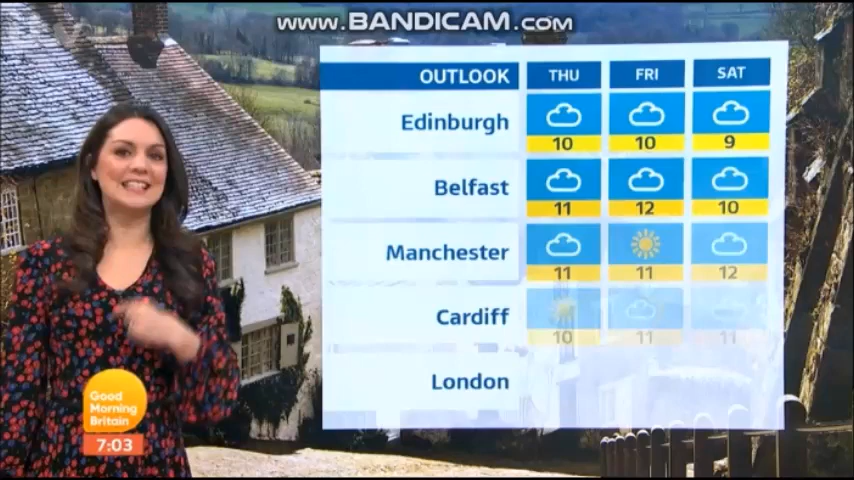 WWW.BANDICAM.COM
OUTLOOK THU FRI SAT
Edinburgh 10 10 9
Belfast 11 12 10
Manchester 11 11 12
Cardiff 10 11 11
London
Good
Morning
Britain
7:03